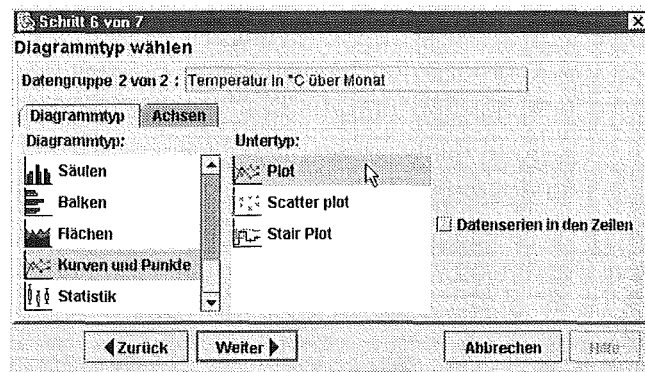 Schritt 6 von 7
Diagrammtyp wählen
Datengruppe 2 von 2 : Temperatur in °C über Monat
Diagrammtyp Achsen
Diagrammtyp: Untertyp:
Säulen Plot
Balken Scatter plot
Flächen Stair Plot
Datenserien in den Zeilen
Kurven und Punkte
Statistik
Zurück Weiter Abbrechen Hilfe